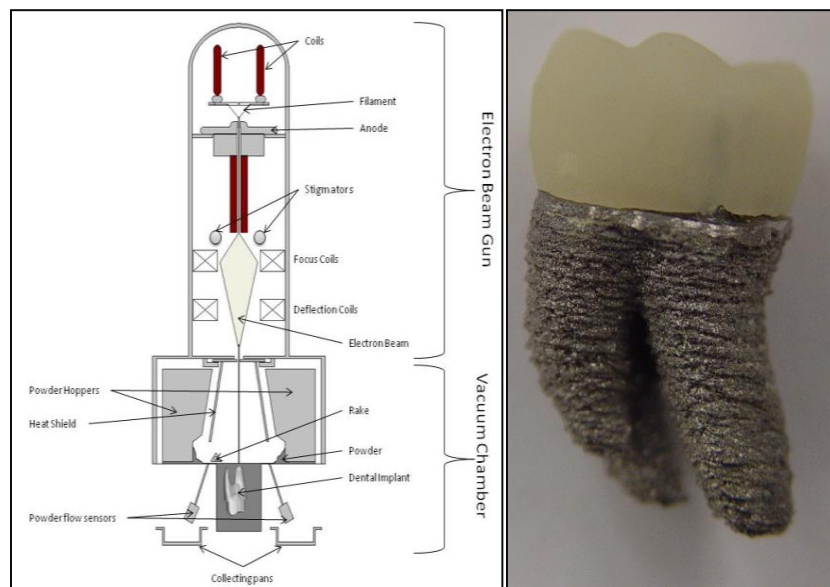 Coils
Filament
Anode
Stigmators
Focus Coils
Deflection Coils
Electron Beam
Electron Beam Gun
Powder Hoppers
Heat Shield
Rake
Powder
Dental Implant
Powder flow sensors
Collecting pans
Vacuum Chamber